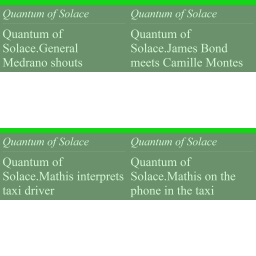 Quantum of Solace
Quantum of
Solace.General
Medrano shouts
Quantum of Solace
Quantum of
Solace.James Bond
meets Camille Montes
Quantum of Solace
Quantum of
Solace.Mathis interprets
taxi driver
Quantum of Solace
Quantum of
Solace.Mathis on the
phone in the taxi